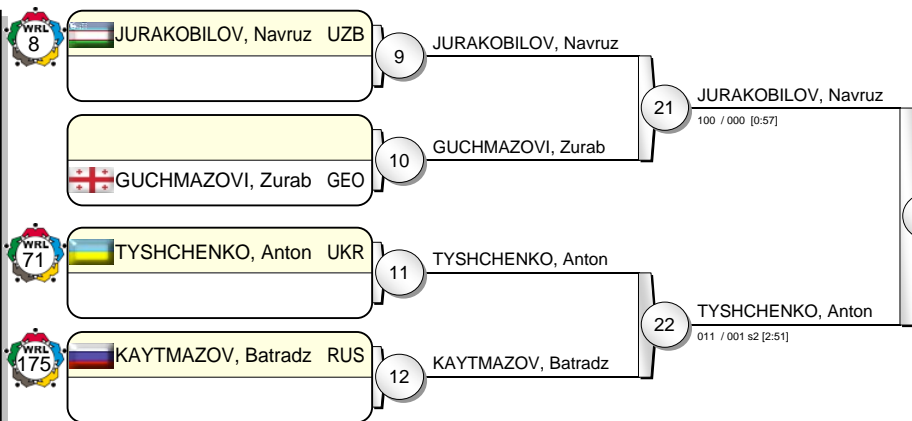 WRL
8
JURAKOBILOV, Navruz UZB
9
JURAKOBILOV, Navruz
21
JURAKOBILOV, Navruz
100 / 000 [0:57]
GUCHMAZOVI, Zurab GEO
10
GUCHMAZOVI, Zurab
WRL
71
TYSHCHENKO, Anton UKR
11
TYSHCHENKO, Anton
22
TYSHCHENKO, Anton
011 / 001 s2 [2:51]
WRL
175
KAYTMAZOV, Batradz RUS
12
KAYTMAZOV, Batradz